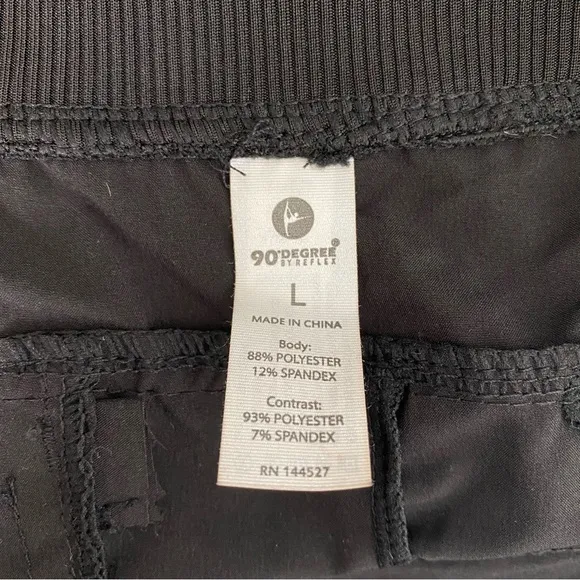 90°DEGREE®
BY REFLEX
L
MADE IN CHINA
Body:
88% POLYESTER
12% SPANDEX
Contrast:
93% POLYESTER
7% SPANDEX
RN 144527